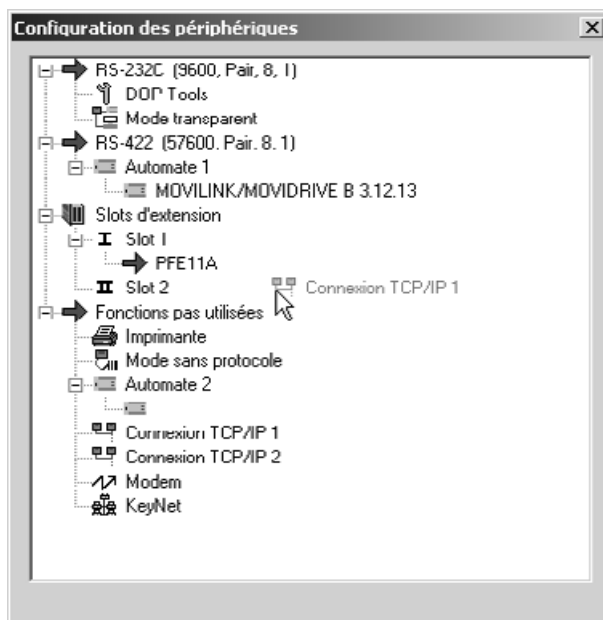 Configuration des périphériques
RS-232C (9600, Pair, 8, 1)
DOP Tools
Mode transparent
RS-422 (57600. Pair. 8. 1)
Automate 1
MOVILINK/MOVIDRIVE B 3.12.13
Slots d'extension
I Slot 1
PFE11A
II Slot 2 Connexion TCP/IP 1
Fonctions pas utilisées
Imprimante
Mode sans protocole
Automate 2
Connexion TCP/IP 1
Connexion TCP/IP 2
Modem
KeyNet